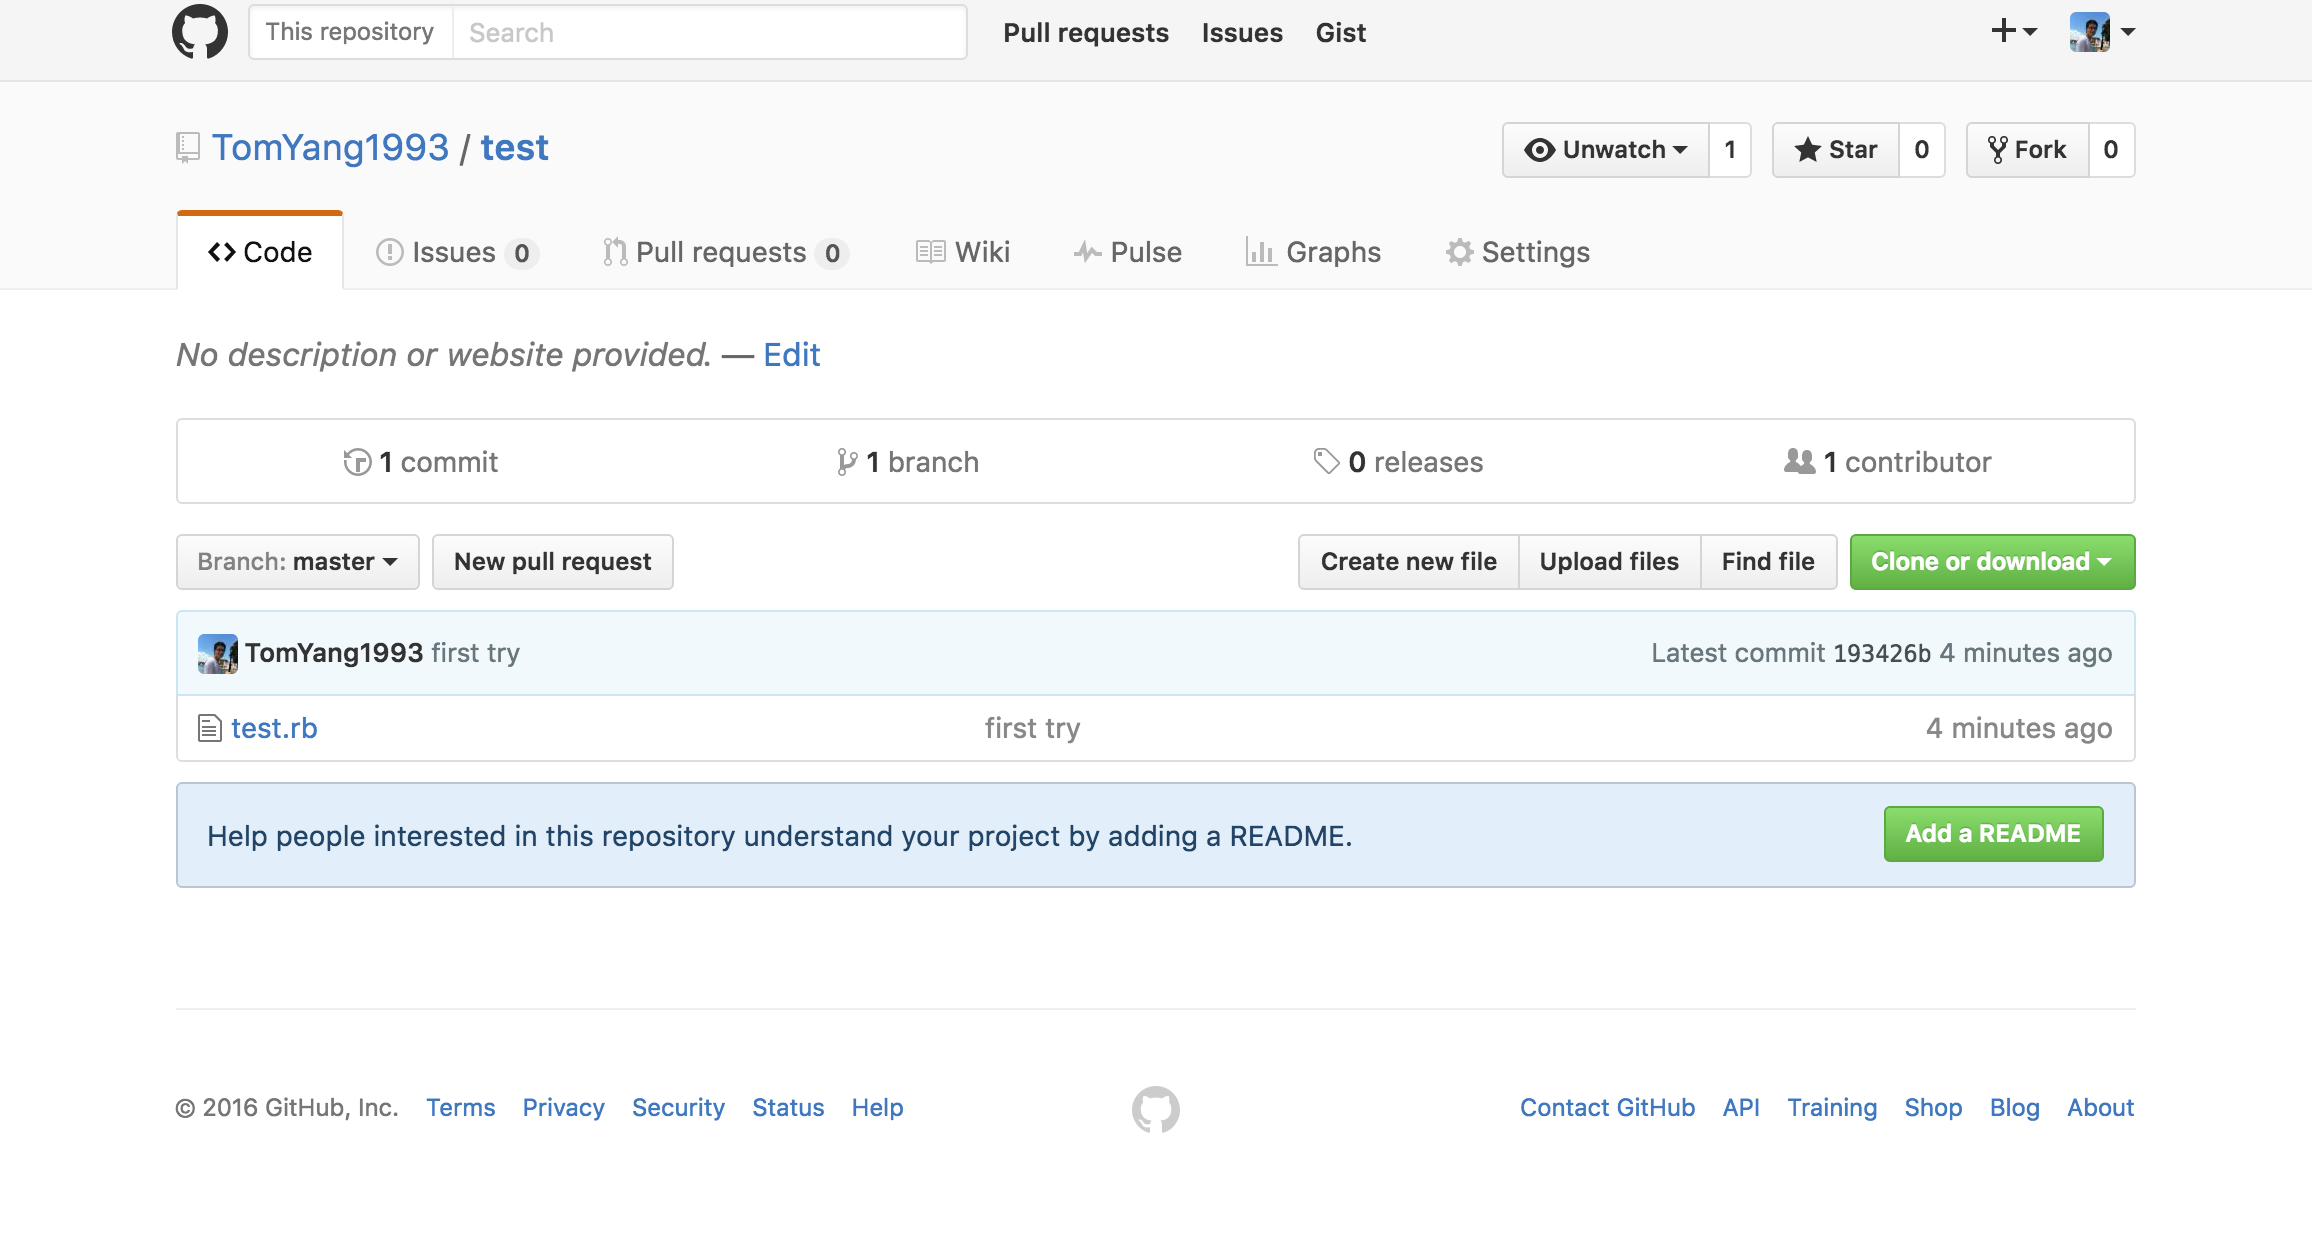 This repository Search Pull requests Issues Gist
TomYang1993 / test Unwatch 1 Star 0 Fork 0
Code Issues 0 Pull requests 0 Wiki Pulse Graphs Settings
No description or website provided. — Edit
1 commit 1 branch 0 releases 1 contributor
Branch: master New pull request Create new file Upload files Find file Clone or download
TomYang1993 first try Latest commit 193426b 4 minutes ago
test.rb first try 4 minutes ago
Help people interested in this repository understand your project by adding a README. Add a README
© 2016 GitHub, Inc. Terms Privacy Security Status Help Contact GitHub API Training Shop Blog About